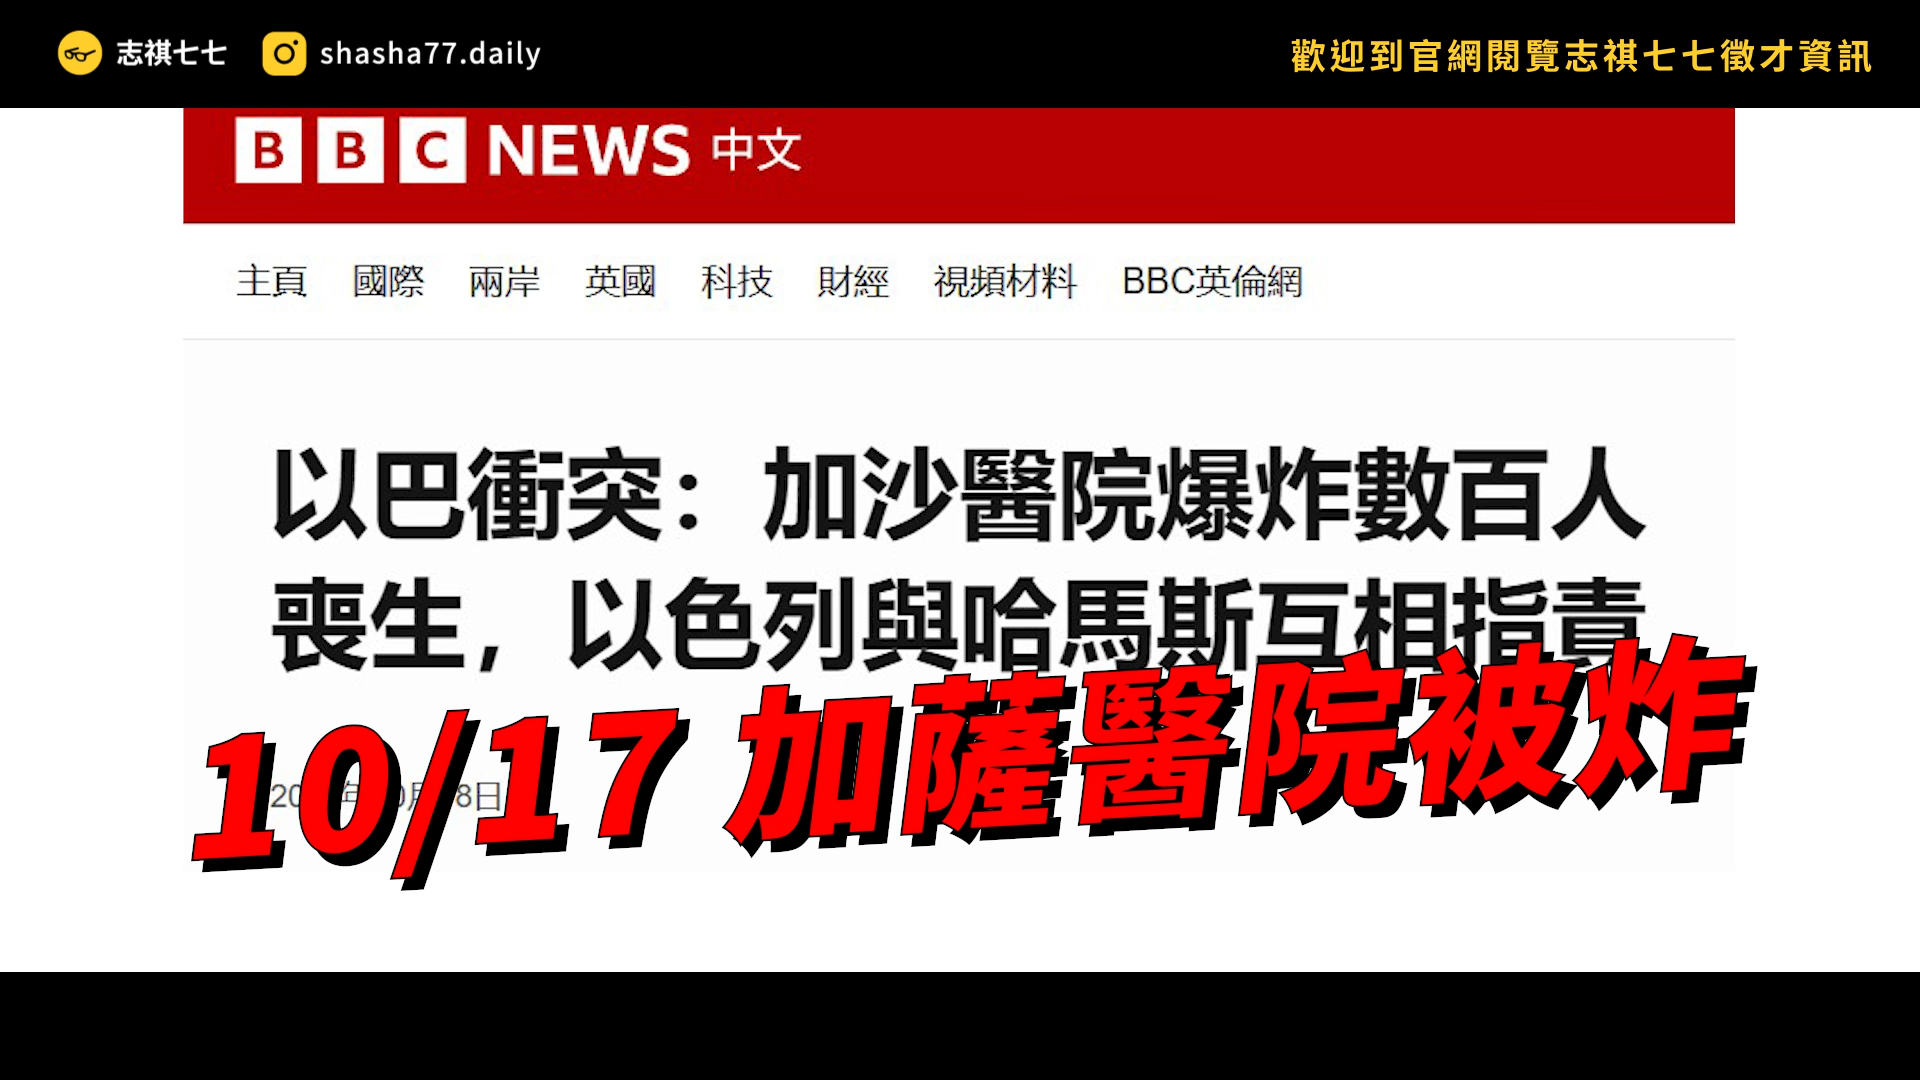 志祺七七 shasha77.daily 歡迎到官網閱覽志祺七七徵才資訊
BBC NEWS 中文
主頁 國際 兩岸 英國 科技 財經 視頻材料 BBC英倫網
以巴衝突：加沙醫院爆炸數百人
喪生，以色列與哈馬斯互相指責
10/17 加薩醫院被炸